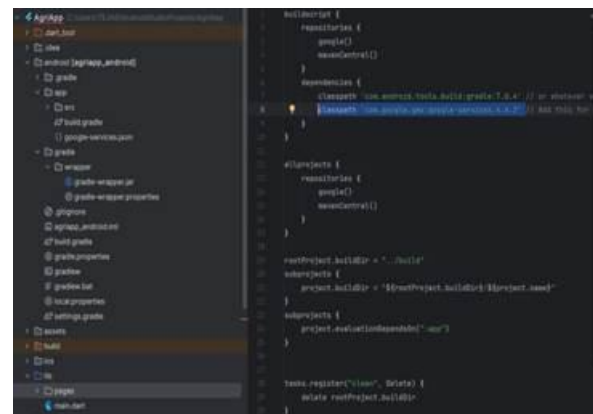 AgriApp
.dart_tool
.idea
android [agriapp_android]
.gradle
app
src
build.gradle
google-services.json
gradle
wrapper
gradle-wrapper.jar
gradle-wrapper.properties
.gitignore
agriapp_android.iml
build.gradle
gradle.properties
gradlew
gradlew.bat
local.properties
settings.gradle
assets
build
ios
lib
pages
main.dart
buildscript {
repositories {
google()
mavenCentral()
}
dependencies {
classpath 'com.android.tools.build:gradle:7.0.4' // or whatever
classpath 'com.google.gms:google-services:4.4.2' // Add this for
}
}
allprojects {
repositories {
google()
mavenCentral()
}
}
rootProject.buildDir = "../build"
subprojects {
project.buildDir = "${rootProject.buildDir}/${project.name}"
}
subprojects {
project.evaluationDependsOn(":app")
}
tasks.register("clean", Delete) {
delete rootProject.buildDir
}